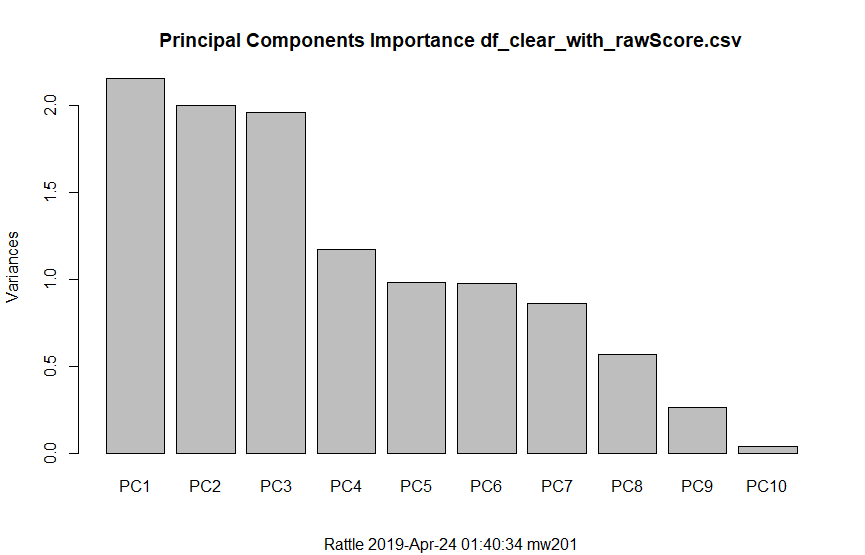 Principal Components Importance df_clear_with_rawScore.csv
Variances
2.0
1.5
1.0
0.5
0.0
PC1 PC2 PC3 PC4 PC5 PC6 PC7 PC8 PC9 PC10
Rattle 2019-Apr-24 01:40:34 mw201